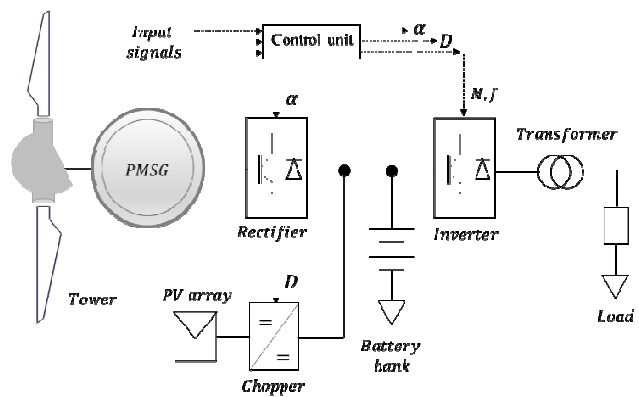 Input
signals
Control unit
α
D
M,f
α
Transformer
PMSG
Rectifier
Inverter
Tower
PV array
D
Load
Battery
bank
Chopper